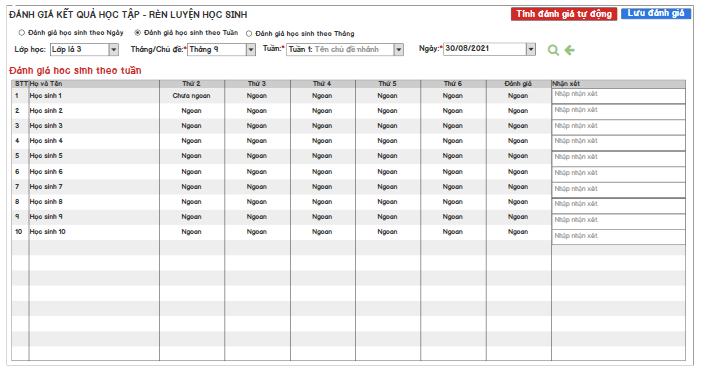 ĐÁNH GIÁ KẾT QUẢ HỌC TẬP - RÈN LUYỆN HỌC SINH Tính đánh giá tự động Lưu đánh giá
Đánh giá học sinh theo Ngày Đánh giá học sinh theo Tuần Đánh giá học sinh theo Tháng
Lớp học: Lớp lá 3 Tháng/Chủ đề:* Tháng 9 Tuần:* Tuần 1: Tên chủ đề nhánh Ngày:* 30/08/2021
Đánh giá học sinh theo tuần
STT Họ và Tên Thứ 2 Thứ 3 Thứ 4 Thứ 5 Thứ 6 Đánh giá Nhận xét
1 Học sinh 1 Chưa ngoan Ngoan Ngoan Ngoan Ngoan Ngoan Nhập nhận xét
2 Học sinh 2 Ngoan Ngoan Ngoan Ngoan Ngoan Ngoan Nhập nhận xét
3 Học sinh 3 Ngoan Ngoan Ngoan Ngoan Ngoan Ngoan Nhập nhận xét
4 Học sinh 4 Ngoan Ngoan Ngoan Ngoan Ngoan Ngoan Nhập nhận xét
5 Học sinh 5 Ngoan Ngoan Ngoan Ngoan Ngoan Ngoan Nhập nhận xét
6 Học sinh 6 Ngoan Ngoan Ngoan Ngoan Ngoan Ngoan Nhập nhận xét
7 Học sinh 7 Ngoan Ngoan Ngoan Ngoan Ngoan Ngoan Nhập nhận xét
8 Học sinh 8 Ngoan Ngoan Ngoan Ngoan Ngoan Ngoan Nhập nhận xét
9 Học sinh 9 Ngoan Ngoan Ngoan Ngoan Ngoan Ngoan Nhập nhận xét
10 Học sinh 10 Ngoan Ngoan Ngoan Ngoan Ngoan Ngoan Nhập nhận xét